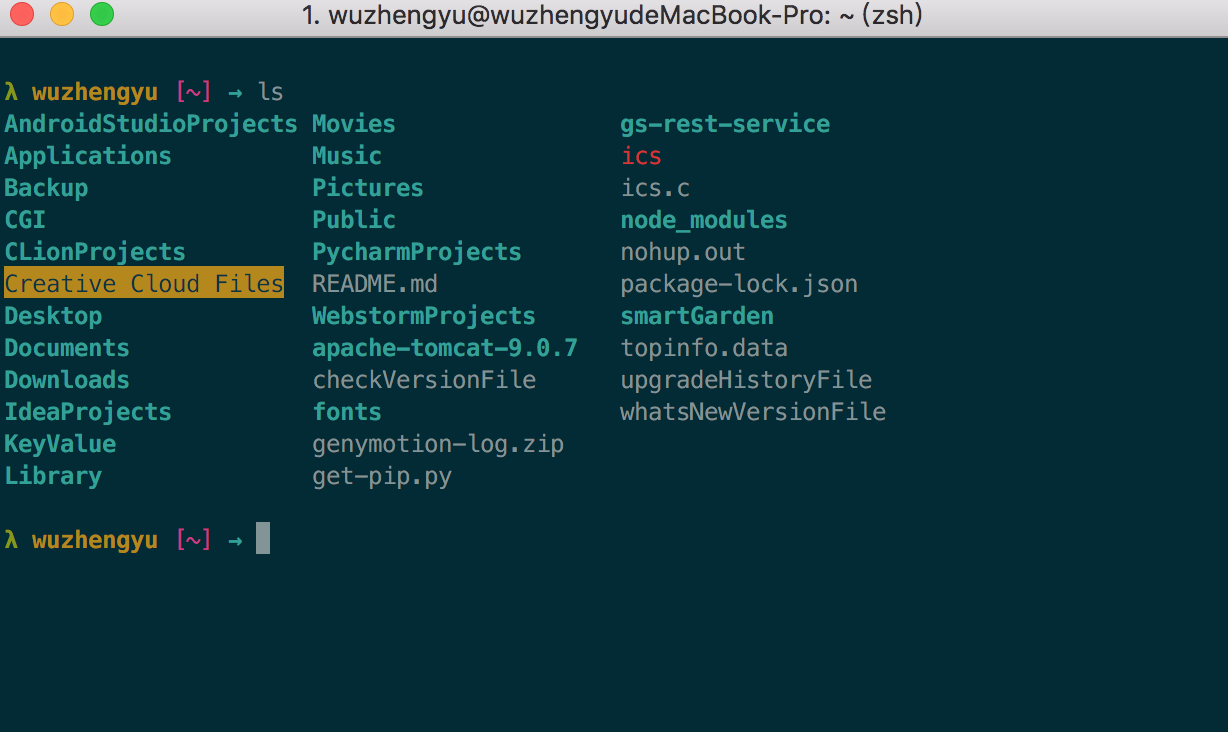 1. wuzhengyu@wuzhengyudeMacBook-Pro: ~ (zsh)
λ wuzhengyu [~] → ls
AndroidStudioProjects Movies gs-rest-service
Applications Music ics
Backup Pictures ics.c
CGI Public node_modules
CLionProjects PycharmProjects nohup.out
Creative Cloud Files README.md package-lock.json
Desktop WebstormProjects smartGarden
Documents apache-tomcat-9.0.7 topinfo.data
Downloads checkVersionFile upgradeHistoryFile
IdeaProjects fonts whatsNewVersionFile
KeyValue genymotion-log.zip
Library get-pip.py
λ wuzhengyu [~] →